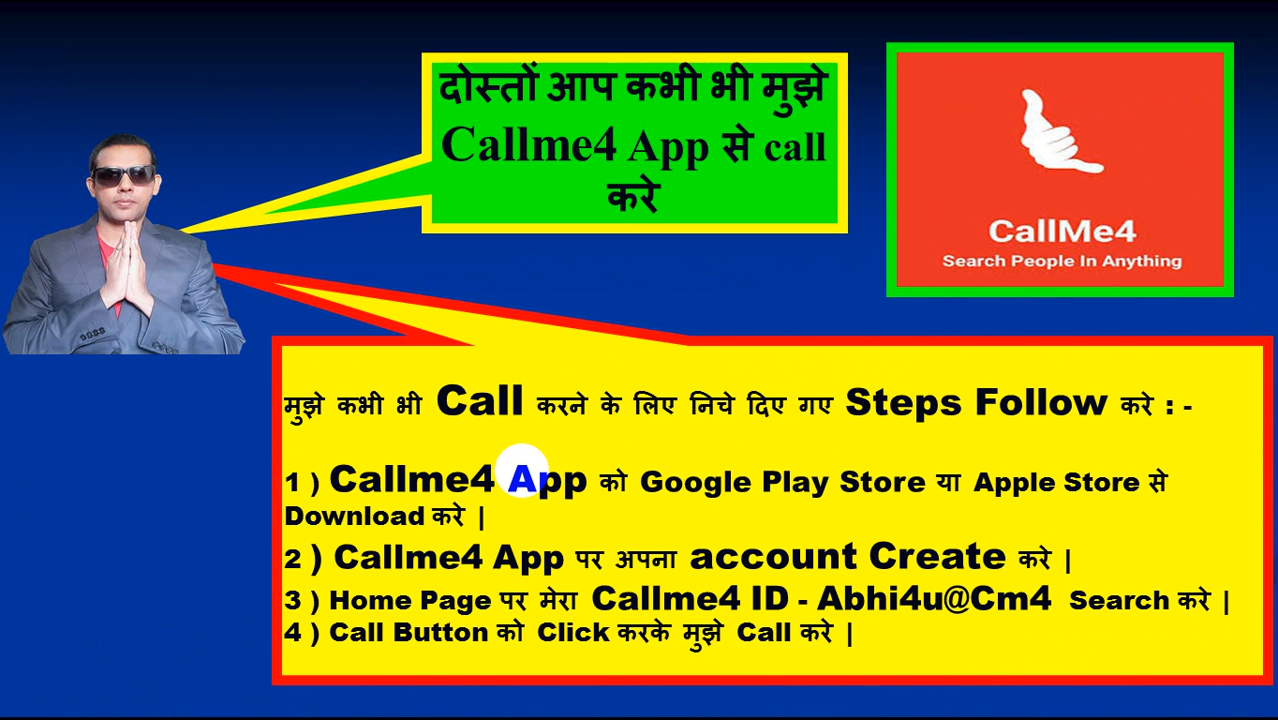 दोस्तों आप कभी भी मुझे
Callme4 App से call
करे
CallMe4
Search People In Anything
मुझे कभी भी Call करने के लिए निचे दिए गए Steps Follow करे : -
1 ) Callme4 App को Google Play Store या Apple Store से
Download करे |
2 ) Callme4 App पर अपना account Create करे |
3 ) Home Page पर मेरा Callme4 ID - Abhi4u@Cm4 Search करे |
4 ) Call Button को Click करके मुझे Call करे |